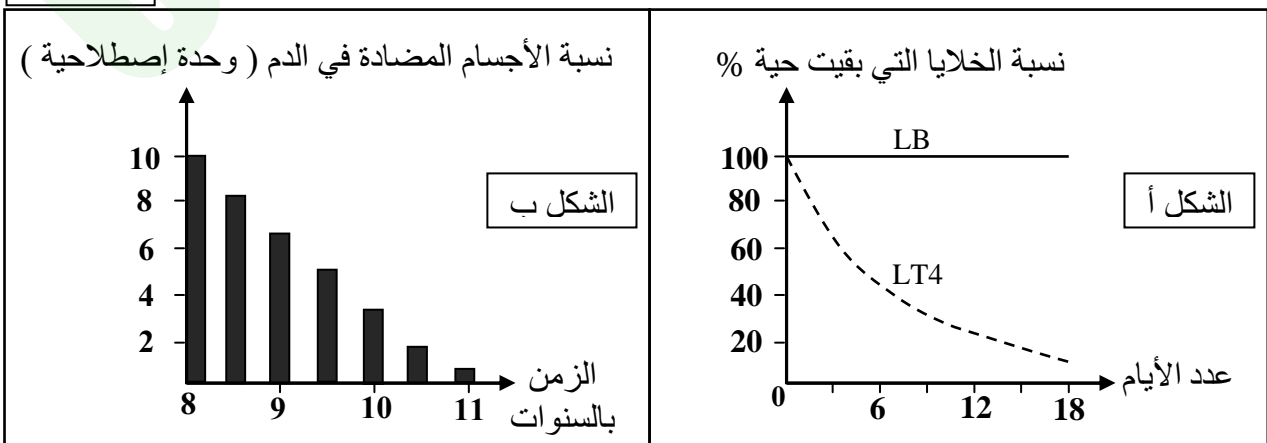 نسبة الخلايا التي بقيت حية %
100
80
60
40
20
0
6
12
18
LB
LT4
الشكل أ
عدد الأيام
نسبة الأجسام المضادة في الدم ( وحدة إصطلاحية )
10
8
6
4
2
8
9
10
11
الشكل ب
الزمن
بالسنوات